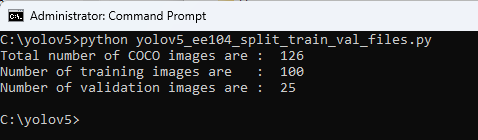 Administrator: Command Prompt
C:\yolov5>python yolov5_ee104_split_train_val_files.py
Total number of COCO images are :  126
Number of training images are   :  100
Number of validation images are :  25
C:\yolov5>